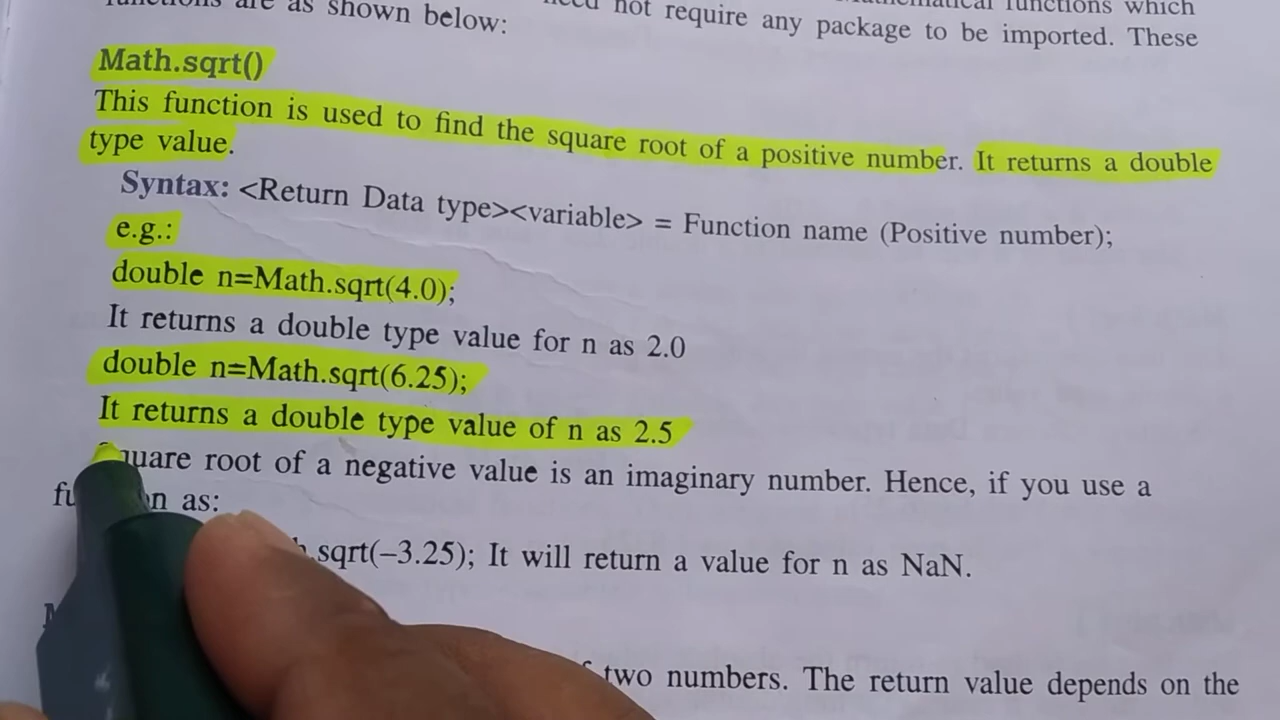 functions are as shown below: need not require any package to be imported. These
Math.sqrt()
This function is used to find the square root of a positive number. It returns a double
type value.
Syntax: <Return Data type><variable> = Function name (Positive number);
e.g.:
double n=Math.sqrt(4.0);
It returns a double type value for n as 2.0
double n=Math.sqrt(6.25);
It returns a double type value of n as 2.5
root of a negative value is an imaginary number. Hence, if you use a
as:
sqrt(–3.25); It will return a value for n as NaN.
two numbers. The return value depends on the